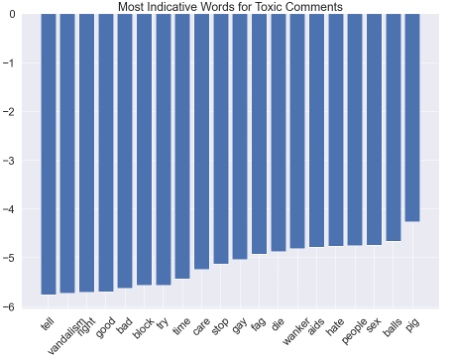 Most Indicative Words for Toxic Comments
0
−1
−2
−3
−4
−5
−6
tell
vandalism
right
good
bad
block
try
time
care
stop
gay
fag
die
wanker
aids
hate
people
sex
balls
pig